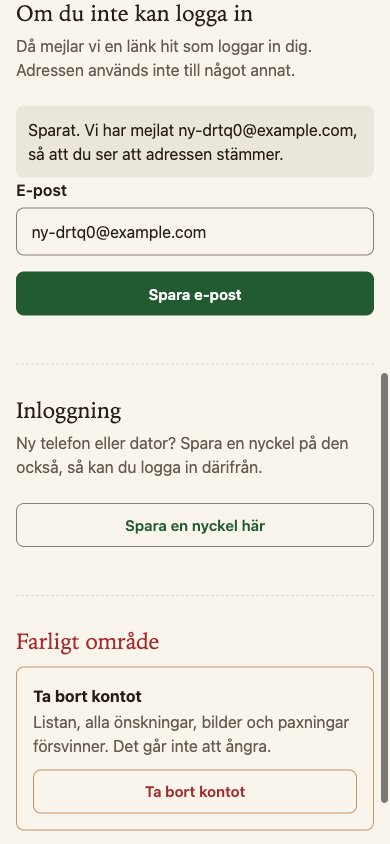 Om du inte kan logga in
Då mejlar vi en länk hit som loggar in dig.
Adressen används inte till något annat.
Sparat. Vi har mejlat ny-drtq0@example.com,
så att du ser att adressen stämmer.
E-post
ny-drtq0@example.com
Spara e-post
Inloggning
Ny telefon eller dator? Spara en nyckel på den
också, så kan du logga in därifrån.
Spara en nyckel här
Farligt område
Ta bort kontot
Listan, alla önskningar, bilder och paxningar
försvinner. Det går inte att ångra.
Ta bort kontot